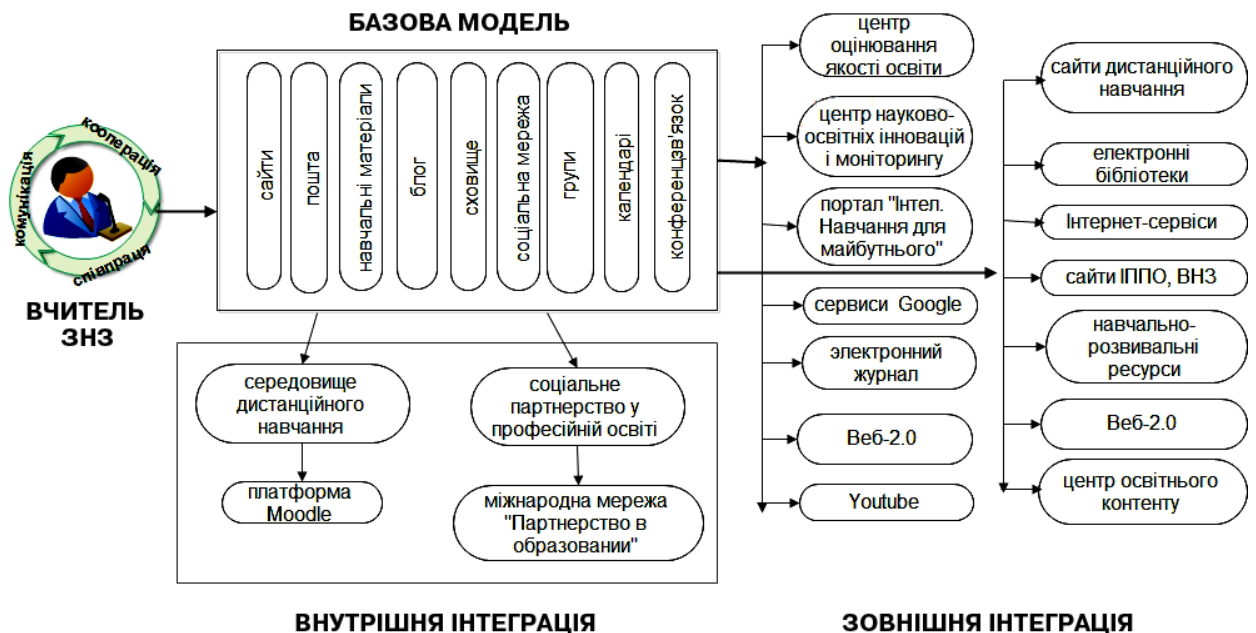 БАЗОВА МОДЕЛЬ
кооперація
комунікація
співпраця
ВЧИТЕЛЬ
ЗНЗ
сайти
пошта
навчальні матеріали
блог
сховище
соціальна мережа
групи
календарі
конференцзв'язок
середовище
дистанційного
навчання
платформа
Moodle
соціальне
партнерство у
професійній освіті
міжнародна мережа
"Партнерство в
образовании"
центр
оцінювання
якості освіти
центр науково-
освітніх інновацій
і моніторингу
портал "Інтел.
Навчання для
майбутнього"
сервиси Google
электронний
журнал
Веб-2.0
Youtube
сайти дистанційного
навчання
електронні
бібліотеки
Інтернет-сервіси
сайти ІППО, ВНЗ
навчально-
розвивальні
ресурси
Веб-2.0
центр освітнього
контенту
ВНУТРІШНЯ ІНТЕГРАЦІЯ
ЗОВНІШНЯ ІНТЕГРАЦІЯ